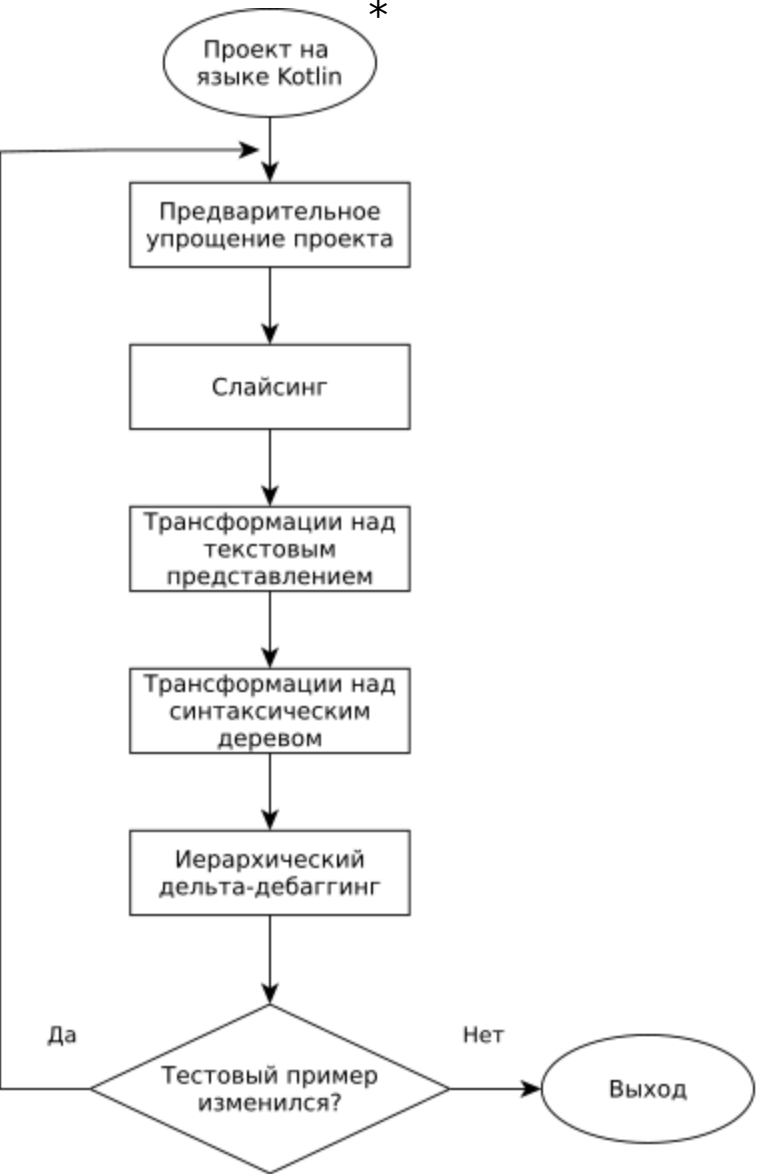 *
Проект на
языке Kotlin
Предварительное
упрощение проекта
Слайсинг
Трансформации над
текстовым
представлением
Трансформации над
синтаксическим
деревом
Иерархический
дельта-дебаггинг
Да
Нет
Тестовый пример
изменился?
Выход